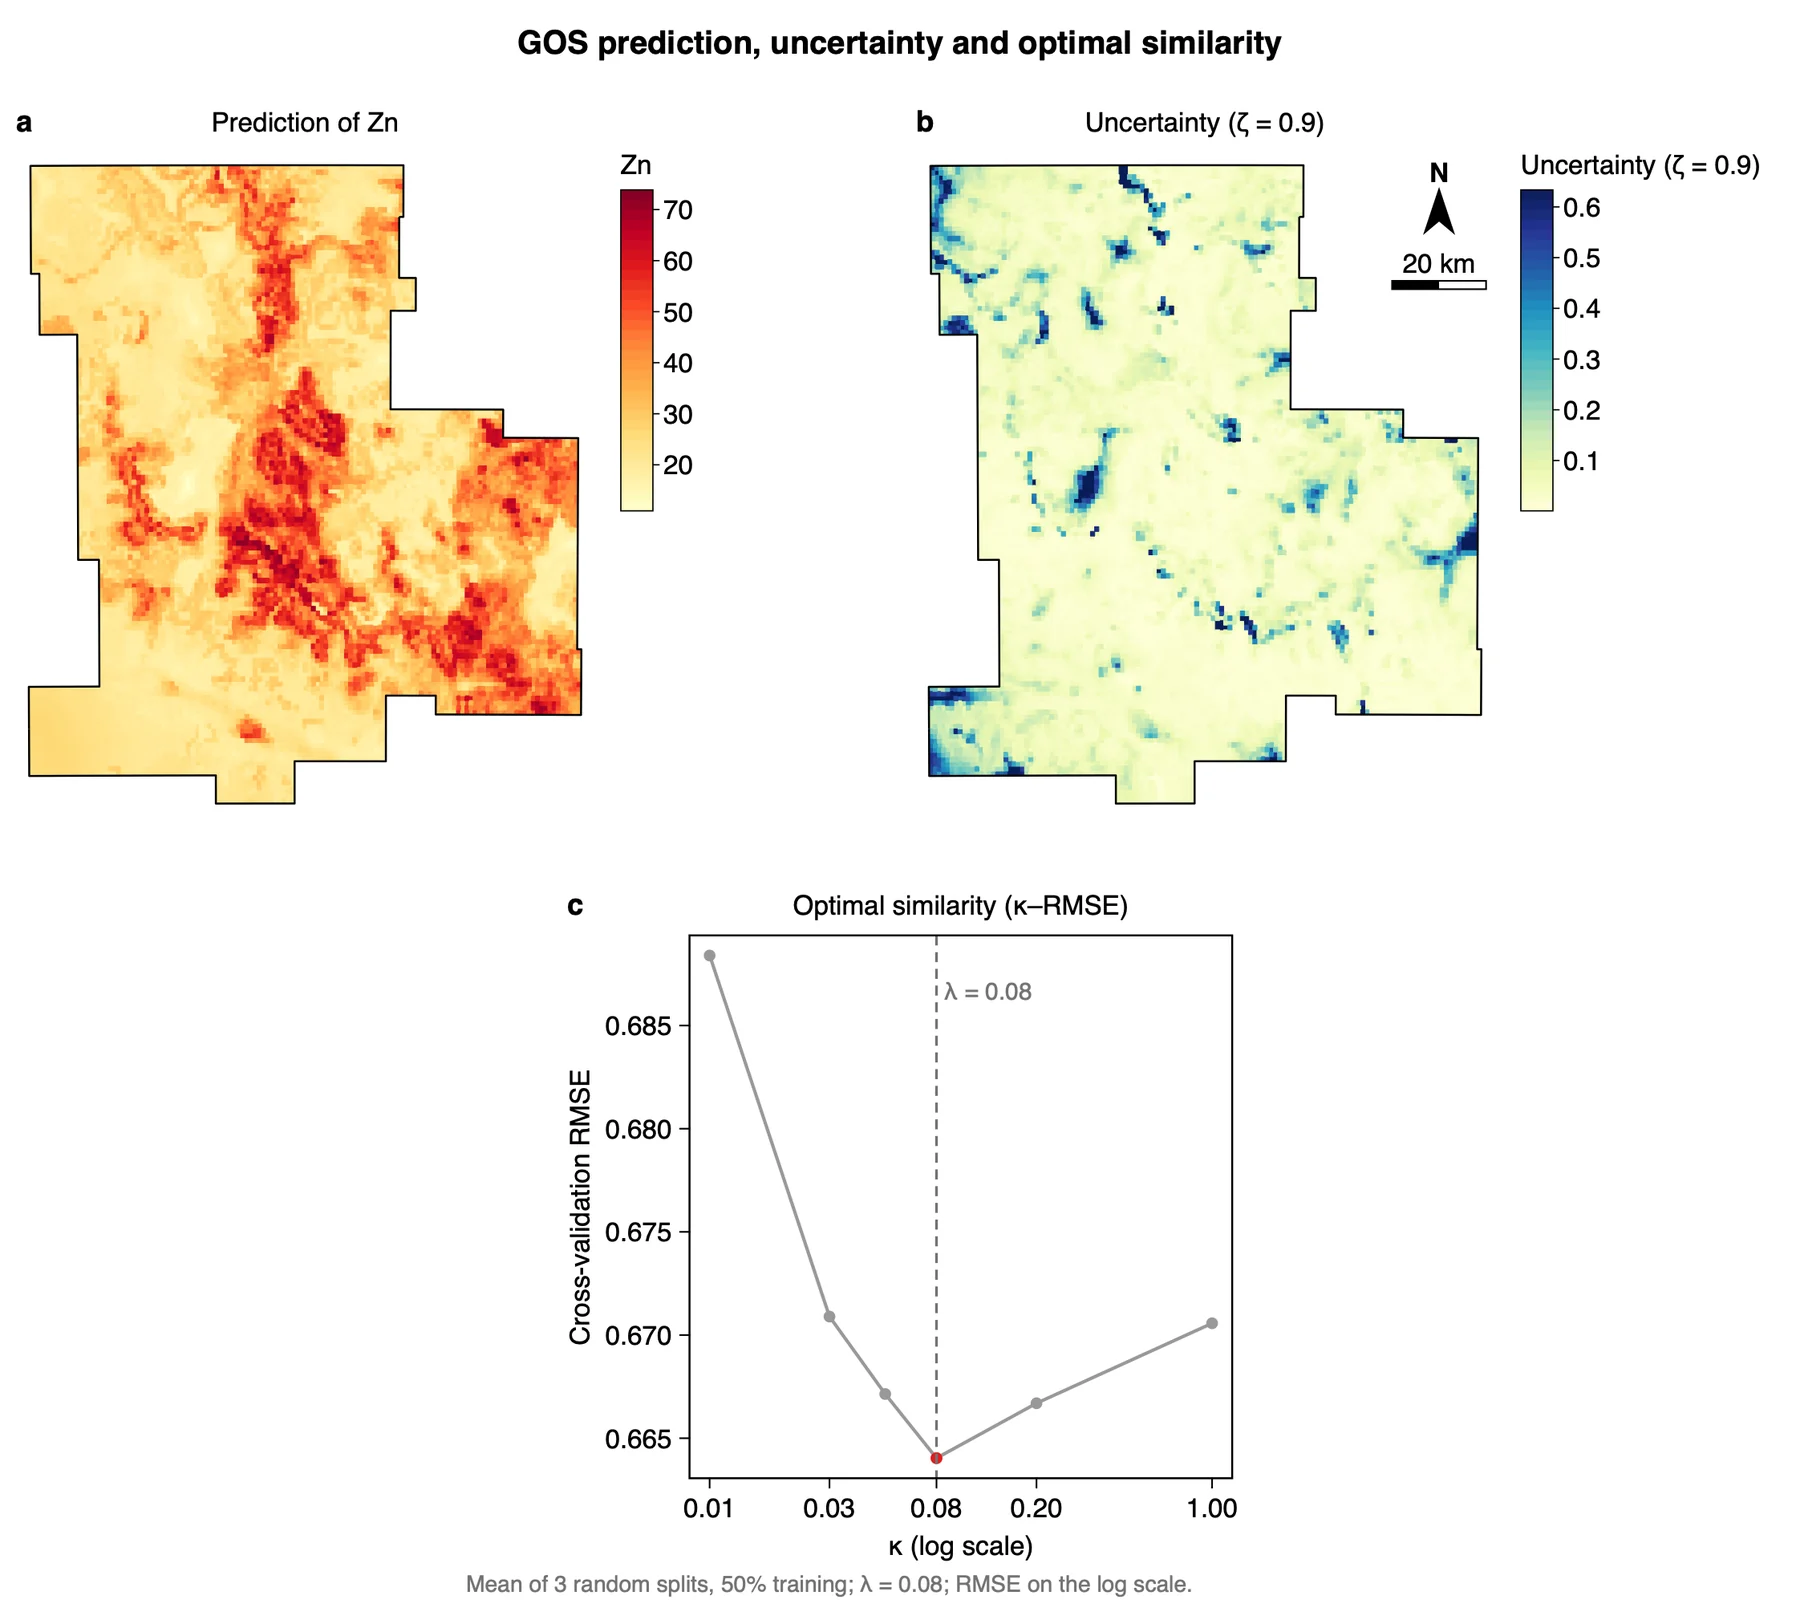 GOS prediction, uncertainty and optimal similarity
a
Prediction of Zn
Zn
70
60
50
40
30
20
b
Uncertainty (ζ = 0.9)
N
20 km
Uncertainty (ζ = 0.9)
0.6
0.5
0.4
0.3
0.2
0.1
c
Optimal similarity (κ–RMSE)
λ = 0.08
Cross-validation RMSE
0.685
0.680
0.675
0.670
0.665
0.01 0.03 0.08 0.20 1.00
κ (log scale)
Mean of 3 random splits, 50% training; λ = 0.08; RMSE on the log scale.